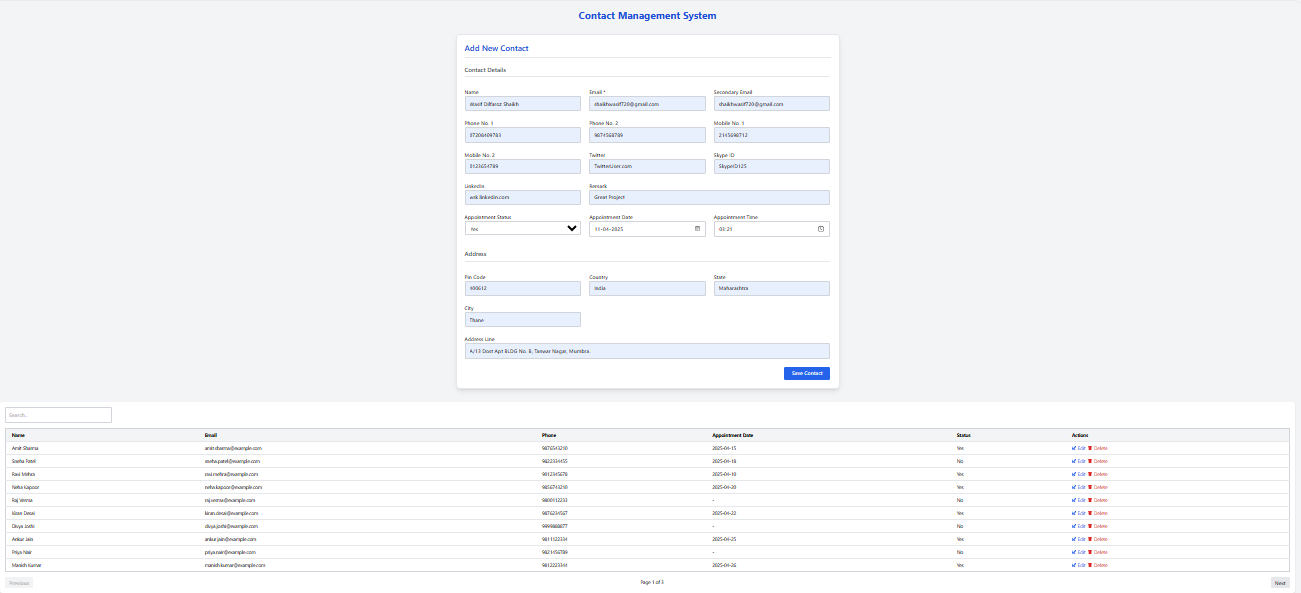 Contact Management System
Add New Contact
Contact Details
Name Email * Secondary Email
Wasif Dilfaroz Shaikh shaikhwasif720@gmail.com shaikhwasif720@gmail.com
Phone No. 1 Phone No. 2 Mobile No. 1
07208409783 9874568789 2145698712
Mobile No. 2 Twitter Skype ID
0123654789 TwitterUser.com SkypeID125
LinkedIn Remark
wsk.linkedin.com Great Project
Appointment Status Appointment Date Appointment Time
Yes 11-04-2025 03:21
Address
Pin Code Country State
400612 India Maharashtra
City
Thane
Address Line
A/13 Dost Apt BLDG No. B, Tanwar Nagar, Mumbra.
Save Contact
Search...
Name Email Phone Appointment Date Status Actions
Amit Sharma amit.sharma@example.com 9876543210 2025-04-15 Yes Edit Delete
Sneha Patel sneha.patel@example.com 9822334455 2025-04-18 No Edit Delete
Ravi Mehra ravi.mehra@example.com 9012345678 2025-04-10 Yes Edit Delete
Neha Kapoor neha.kapoor@example.com 9856743210 2025-04-20 Yes Edit Delete
Raj Verma raj.verma@example.com 9800112233 - No Edit Delete
Kiran Desai kiran.desai@example.com 9876234567 2025-04-22 Yes Edit Delete
Divya Joshi divya.joshi@example.com 9999888877 - No Edit Delete
Ankur Jain ankur.jain@example.com 9811122334 2025-04-25 Yes Edit Delete
Priya Nair priya.nair@example.com 9821456789 - No Edit Delete
Manish Kumar manish.kumar@example.com 9812223344 2025-04-26 Yes Edit Delete
Previous Page 1 of 3 Next